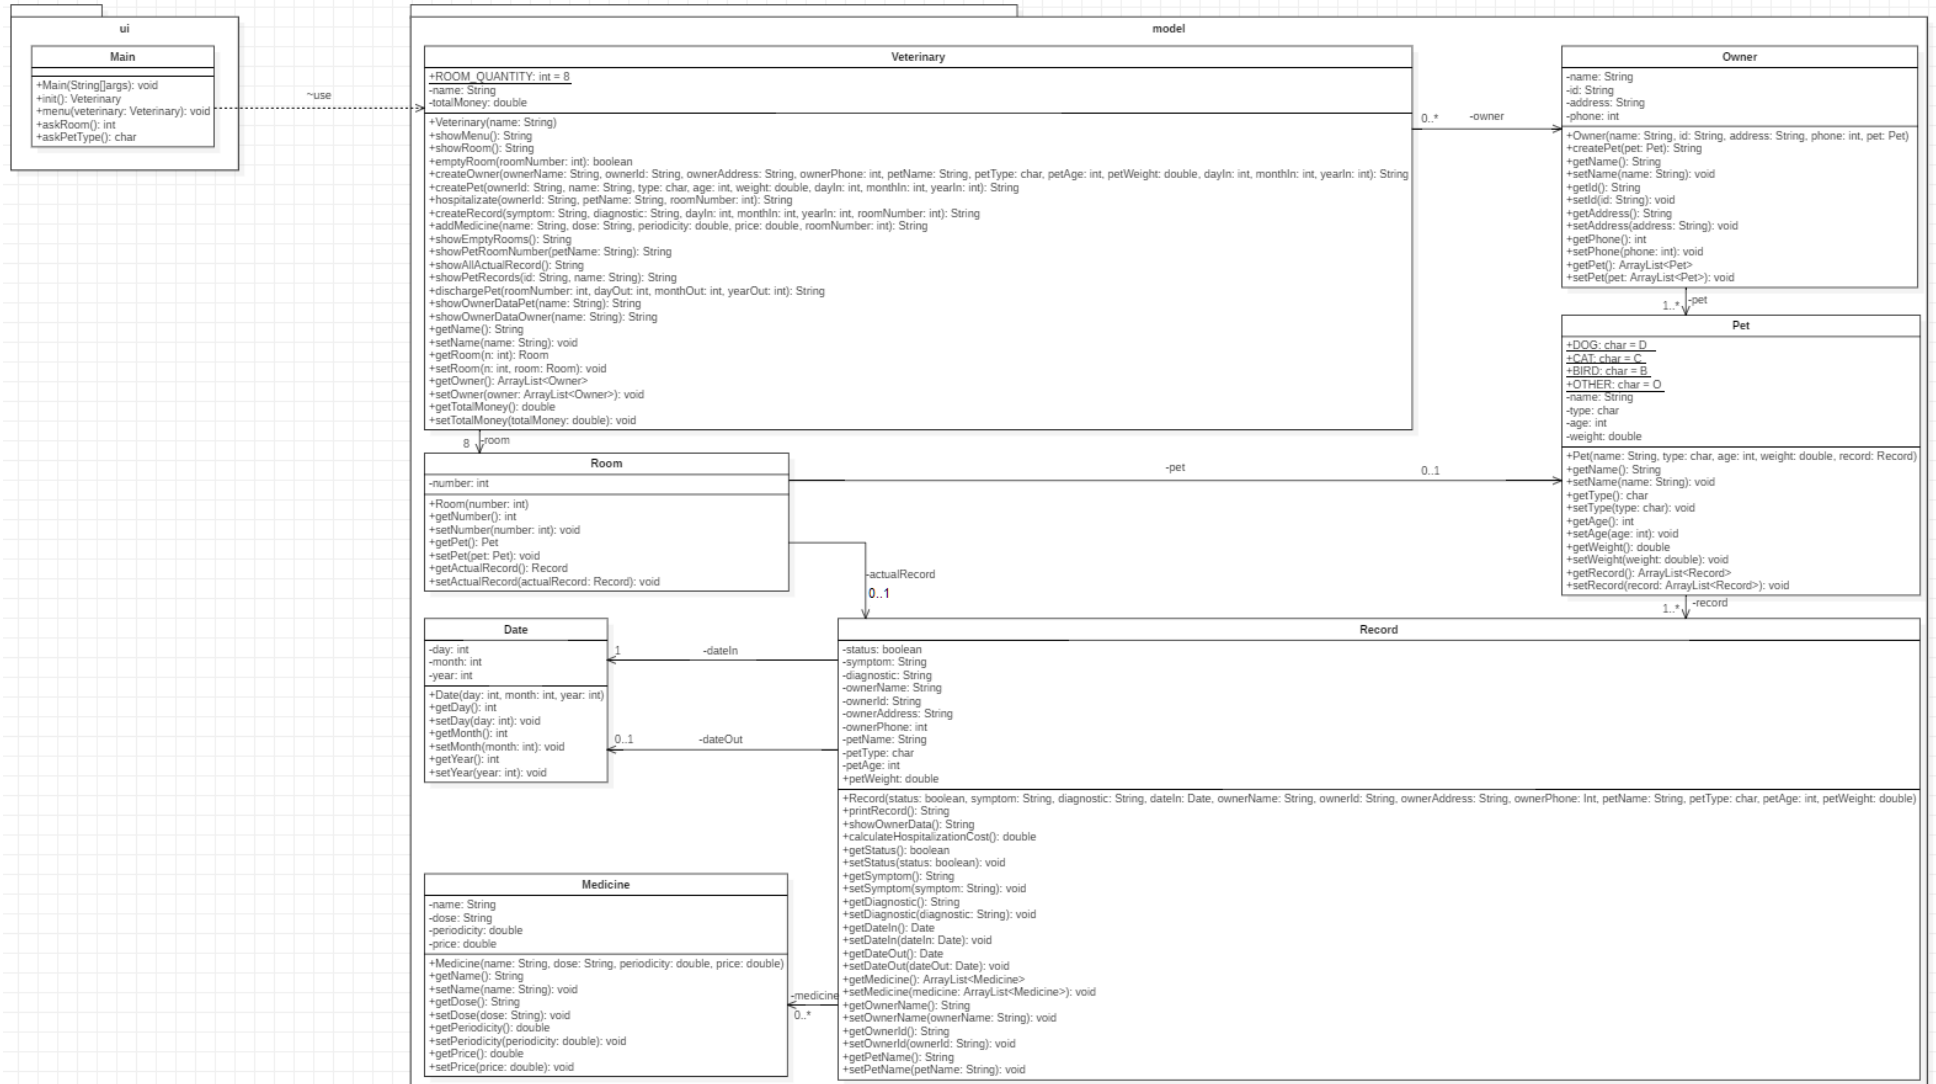 ui
Main
+Main(String[]args): void
+init(): Veterinary
+menu(veterinary: Veterinary): void
+askRoom(): int
+askPetType(): char
~use
model
Veterinary
+ROOM_QUANTITY: int = 8
-name: String
-totalMoney: double
+Veterinary(name: String)
+showMenu(): String
+showRoom(): String
+emptyRoom(roomNumber: int): boolean
+createOwner(ownerName: String, ownerId: String, ownerAddress: String, ownerPhone: int, petName: String, petType: char, petAge: int, petWeight: double, dayIn: int, monthIn: int, yearIn: int): String
+createPet(ownerId: String, name: String, type: char, age: int, weight: double, dayIn: int, monthIn: int, yearIn: int): String
+hospitalizate(ownerId: String, petName: String, roomNumber: int): String
+createRecord(symptom: String, diagnostic: String, dayIn: int, monthIn: int, yearIn: int, roomNumber: int): String
+addMedicine(name: String, dose: String, periodicity: double, price: double, roomNumber: int): String
+showEmptyRooms(): String
+showPetRoomNumber(petName: String): String
+showAllActualRecord(): String
+showPetRecords(id: String, name: String): String
+dischargePet(roomNumber: int, dayOut: int, monthOut: int, yearOut: int): String
+showOwnerDataPet(name: String): String
+showOwnerDataOwner(name: String): String
+getName(): String
+setName(name: String): void
+getRoom(n: int): Room
+setRoom(n: int, room: Room): void
+getOwner(): ArrayList<Owner>
+setOwner(owner: ArrayList<Owner>): void
+getTotalMoney(): double
+setTotalMoney(totalMoney: double): void
0..*
-owner
Owner
-name: String
-id: String
-address: String
-phone: int
+Owner(name: String, id: String, address: String, phone: int, pet: Pet)
+createPet(pet: Pet): String
+getName(): String
+setName(name: String): void
+getId(): String
+setId(id: String): void
+getAddress(): String
+setAddress(address: String): void
+getPhone(): int
+setPhone(phone: int): void
+getPet(): ArrayList<Pet>
+setPet(pet: ArrayList<Pet>): void
1..*
-pet
Pet
+DOG: char = D
+CAT: char = C
+BIRD: char = B
+OTHER: char = O
-name: String
-type: char
-age: int
-weight: double
+Pet(name: String, type: char, age: int, weight: double, record: Record)
+getName(): String
+setName(name: String): void
+getType(): char
+setType(type: char): void
+getAge(): int
+setAge(age: int): void
+getWeight(): double
+setWeight(weight: double): void
+getRecord(): ArrayList<Record>
+setRecord(record: ArrayList<Record>): void
1..*
-record
8
-room
Room
-number: int
+Room(number: int)
+getNumber(): int
+setNumber(number: int): void
+getPet(): Pet
+setPet(pet: Pet): void
+getActualRecord(): Record
+setActualRecord(actualRecord: Record): void
-pet
0..1
-actualRecord
0..1
Date
-day: int
-month: int
-year: int
+Date(day: int, month: int, year: int)
+getDay(): int
+setDay(day: int): void
+getMonth(): int
+setMonth(month: int): void
+getYear(): int
+setYear(year: int): void
1
-dateIn
0..1
-dateOut
Record
-status: boolean
-symptom: String
-diagnostic: String
-ownerName: String
-ownerId: String
-ownerAddress: String
-ownerPhone: int
-petName: String
-petType: char
-petAge: int
+petWeight: double
+Record(status: boolean, symptom: String, diagnostic: String, dateIn: Date, ownerName: String, ownerId: String, ownerAddress: String, ownerPhone: Int, petName: String, petType: char, petAge: int, petWeight: double)
+printRecord(): String
+showOwnerData(): String
+calculateHospitalizationCost(): double
+getStatus(): boolean
+setStatus(status: boolean): void
+getSymptom(): String
+setSymptom(symptom: String): void
+getDiagnostic(): String
+setDiagnostic(diagnostic: String): void
+getDateIn(): Date
+setDateIn(dateIn: Date): void
+getDateOut(): Date
+setDateOut(dateOut: Date): void
+getMedicine(): ArrayList<Medicine>
+setMedicine(medicine: ArrayList<Medicine>): void
+getOwnerName(): String
+setOwnerName(ownerName: String): void
+getOwnerId(): String
+setOwnerId(ownerId: String): void
+getPetName(): String
+setPetName(petName: String): void
Medicine
-name: String
-dose: String
-periodicity: double
-price: double
+Medicine(name: String, dose: String, periodicity: double, price: double)
+getName(): String
+setName(name: String): void
+getDose(): String
+setDose(dose: String): void
+getPeriodicity(): double
+setPeriodicity(periodicity: double): void
+getPrice(): double
+setPrice(price: double): void
-medicine
0..*